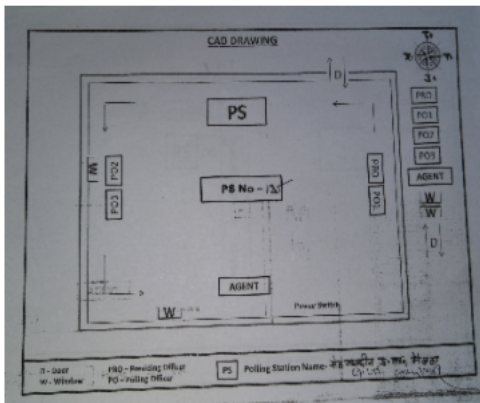 CAD DRAWING
D
PS
PRO
PO1
PO2
PO3
AGENT
W
W
D
W
PO2
PO3
PS No -
PRO
PO1
AGENT
W
Power Switch
D - Door
PRO - Presiding Officer
W - Window
PO - Polling Officer
PS
Polling Station Name-